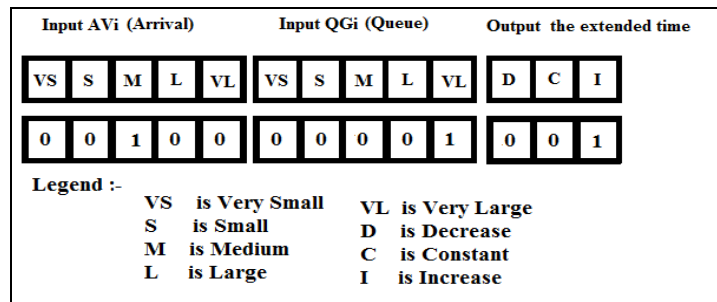 Input AVi (Arrival) Input QGi (Queue) Output the extended time
VS S M L VL VS S M L VL D C I
0 0 1 0 0 0 0 0 0 1 0 0 1
Legend :-
VS is Very Small
S is Small
M is Medium
L is Large
VL is Very Large
D is Decrease
C is Constant
I is Increase